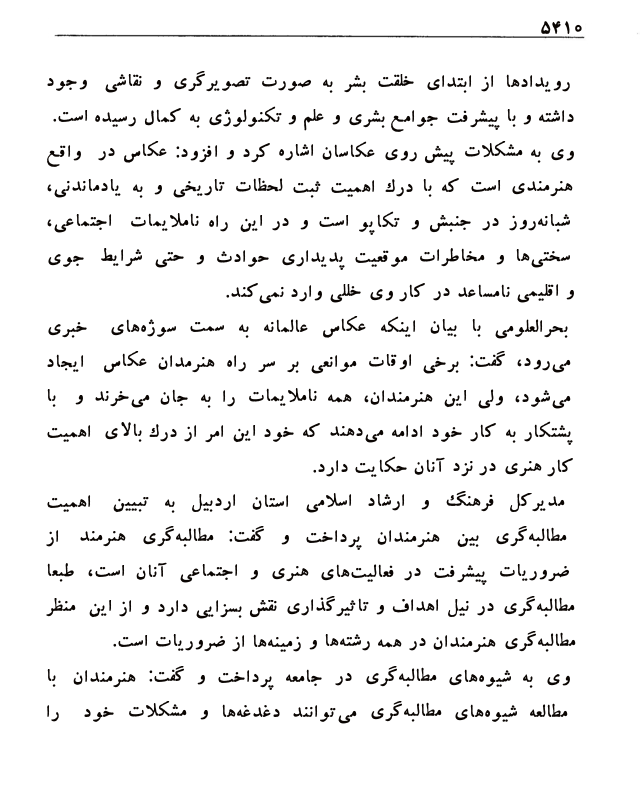 ۵۴۱۰
رویدادها از ابتدای خلقت بشر به صورت تصویرگری و نقاشی وجود
داشته و با پیشرفت جوامع بشری و علم و تکنولوژی به کمال رسیده است.
وی به مشکلات پیش روی عکاسان اشاره کرد و افزود: عکاس در واقع
هنرمندی است که با درك اهمیت ثبت لحظات تاریخی و به یادماندنی،
شبانه‌روز در جنبش و تکاپو است و در این راه ناملایمات اجتماعی،
سختی‌ها و مخاطرات موقعیت پدیداری حوادث و حتی شرایط جوی
و اقلیمی نامساعد در کار وی خللی وارد نمی‌کند.
بحرالعلومی با بیان اینکه عکاس عالمانه به سمت سوژه‌های خبری
می‌رود، گفت: برخی اوقات موانعی بر سر راه هنرمدان عکاس ایجاد
می‌شود، ولی این هنرمندان، همه ناملایمات را به جان می‌خرند و با
پشتکار به کار خود ادامه می‌دهند که خود این امر از درك بالای اهمیت
کار هنری در نزد آنان حکایت دارد.
مدیرکل فرهنگ و ارشاد اسلامی استان اردبیل به تبیین اهمیت
مطالبه‌گری بین هنرمندان پرداخت و گفت: مطالبه‌گری هنرمند از
ضروریات پیشرفت در فعالیت‌های هنری و اجتماعی آنان است، طبعا
مطالبه‌گری در نیل اهداف و تاثیرگذاری نقش بسزایی دارد و از این منظر
مطالبه‌گری هنرمندان در همه رشته‌ها و زمینه‌ها از ضروریات است.
وی به شیوه‌های مطالبه‌گری در جامعه پرداخت و گفت: هنرمندان با
مطالعه شیوه‌های مطالبه‌گری می‌توانند دغدغه‌ها و مشکلات خود را